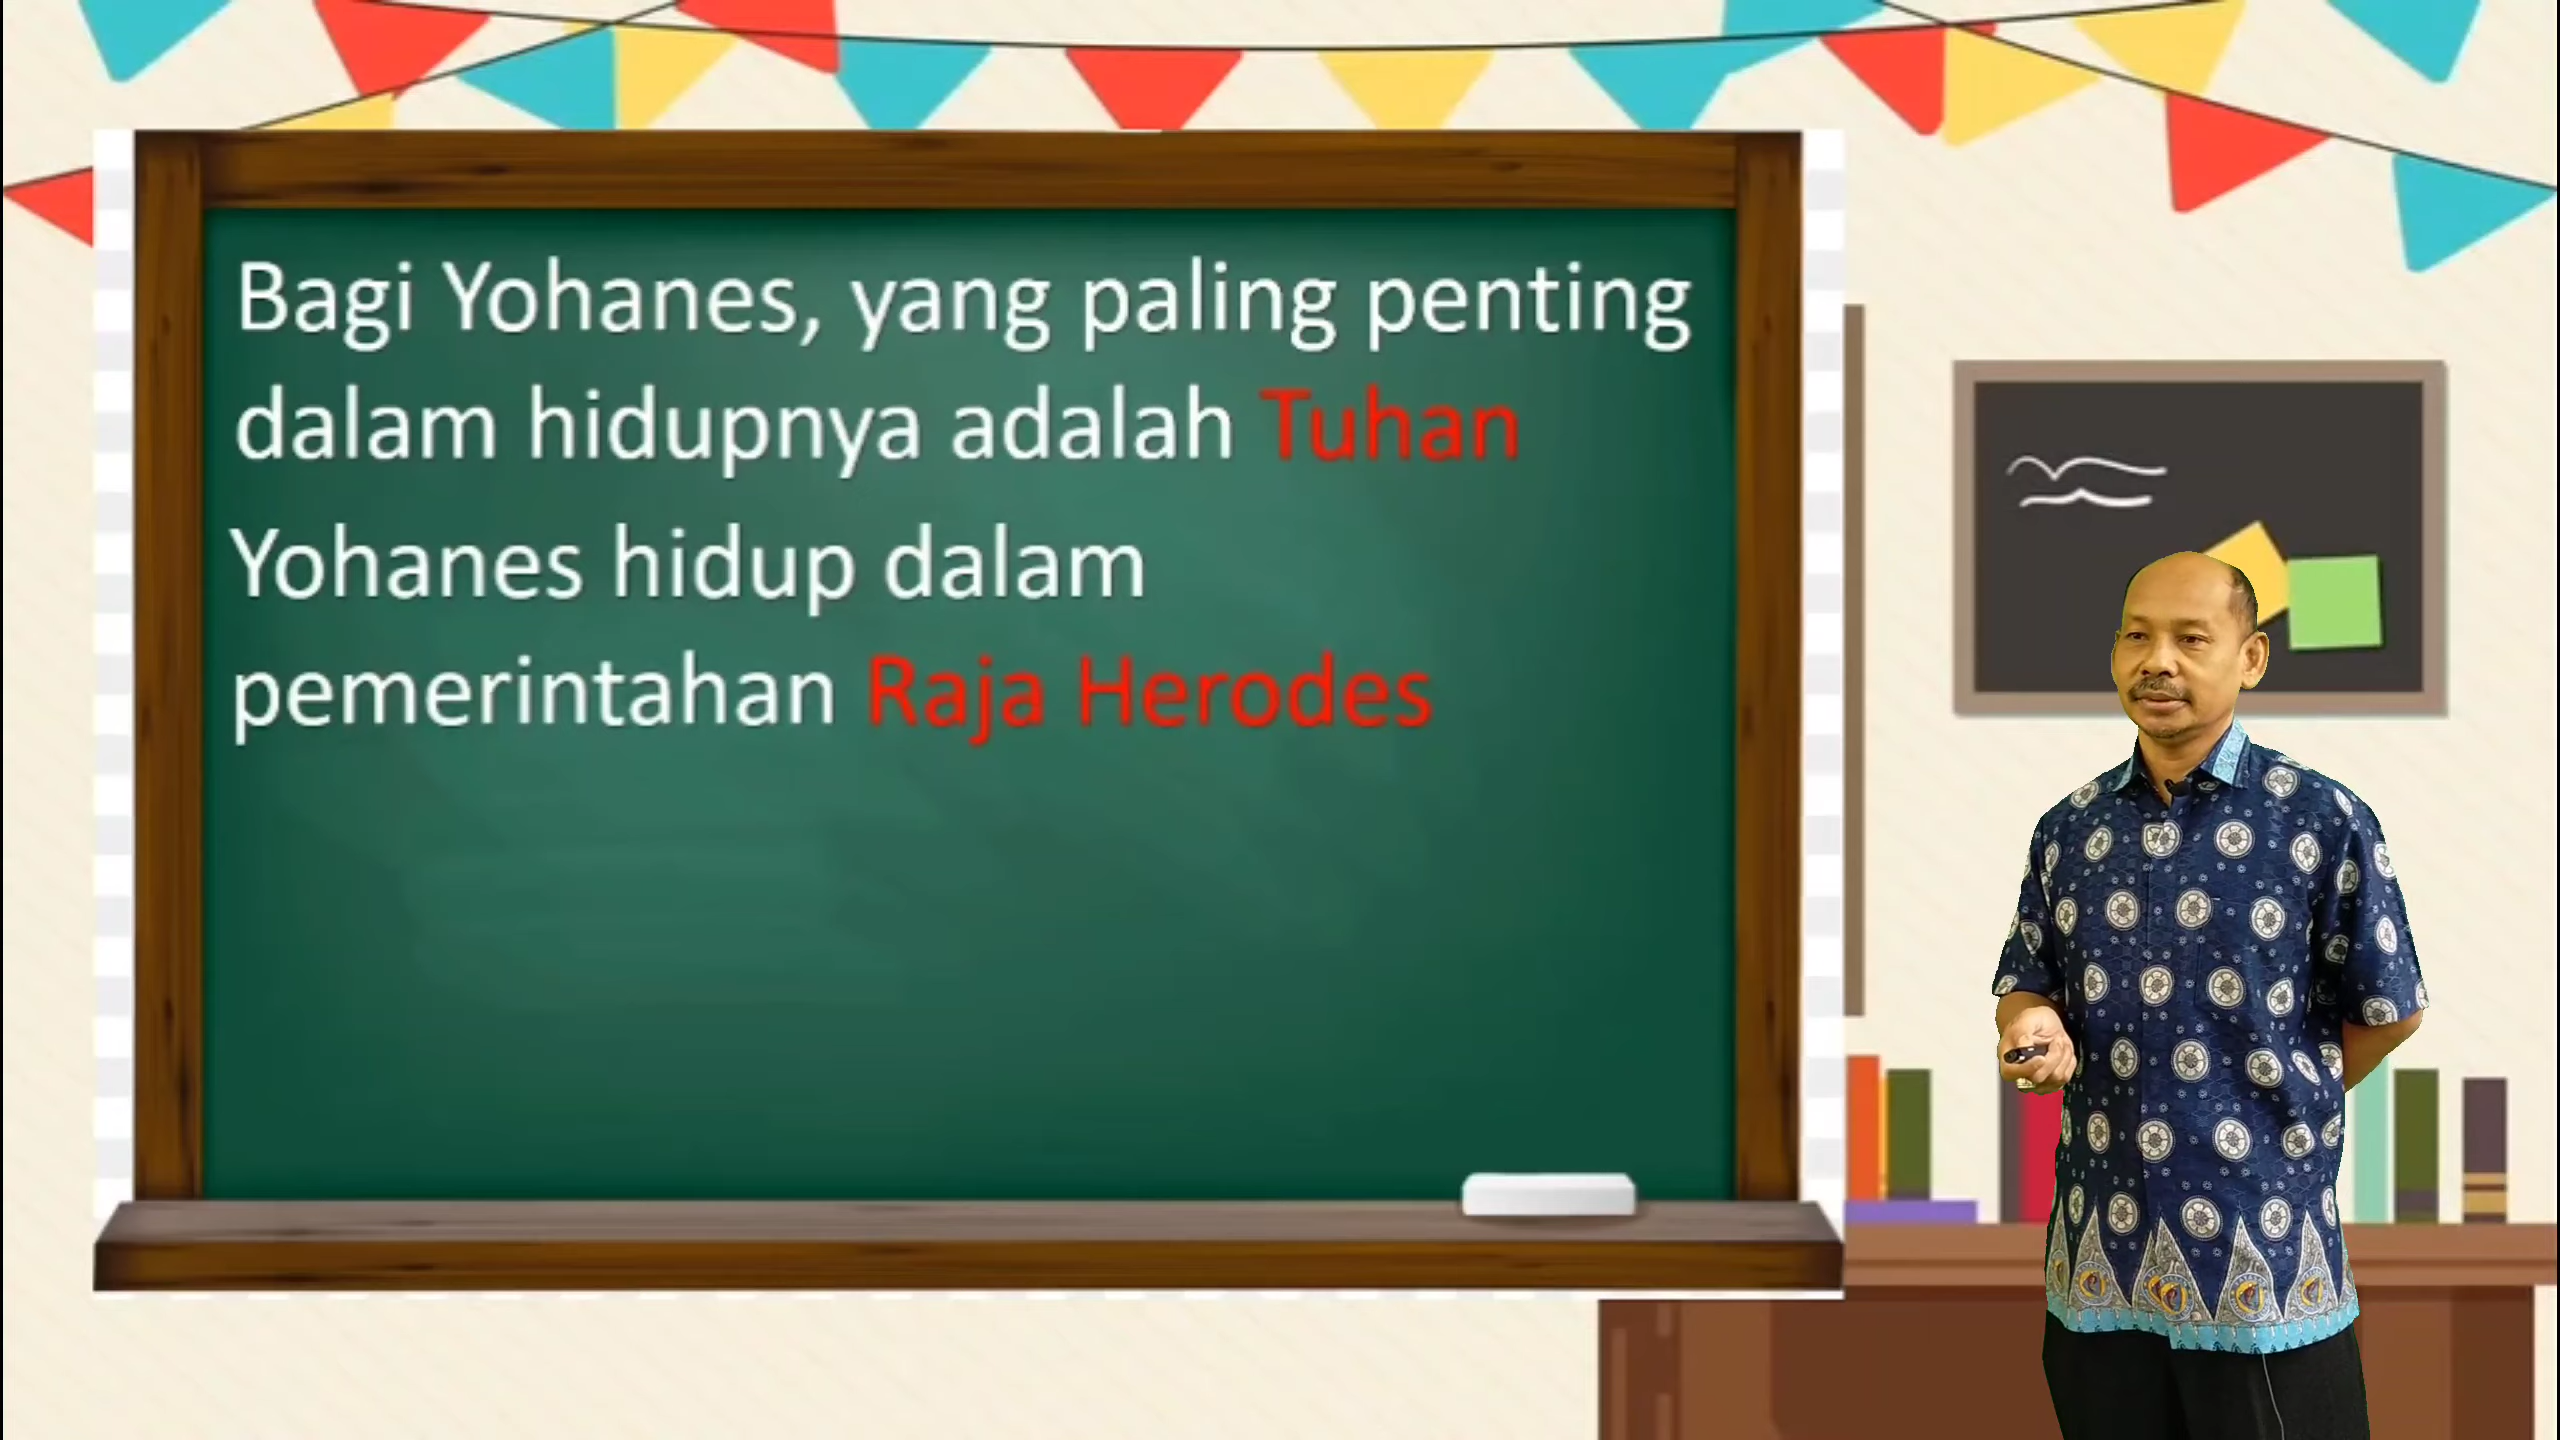 Bagi Yohanes, yang paling penting
dalam hidupnya adalah Tuhan
Yohanes hidup dalam
pemerintahan Raja Herodes